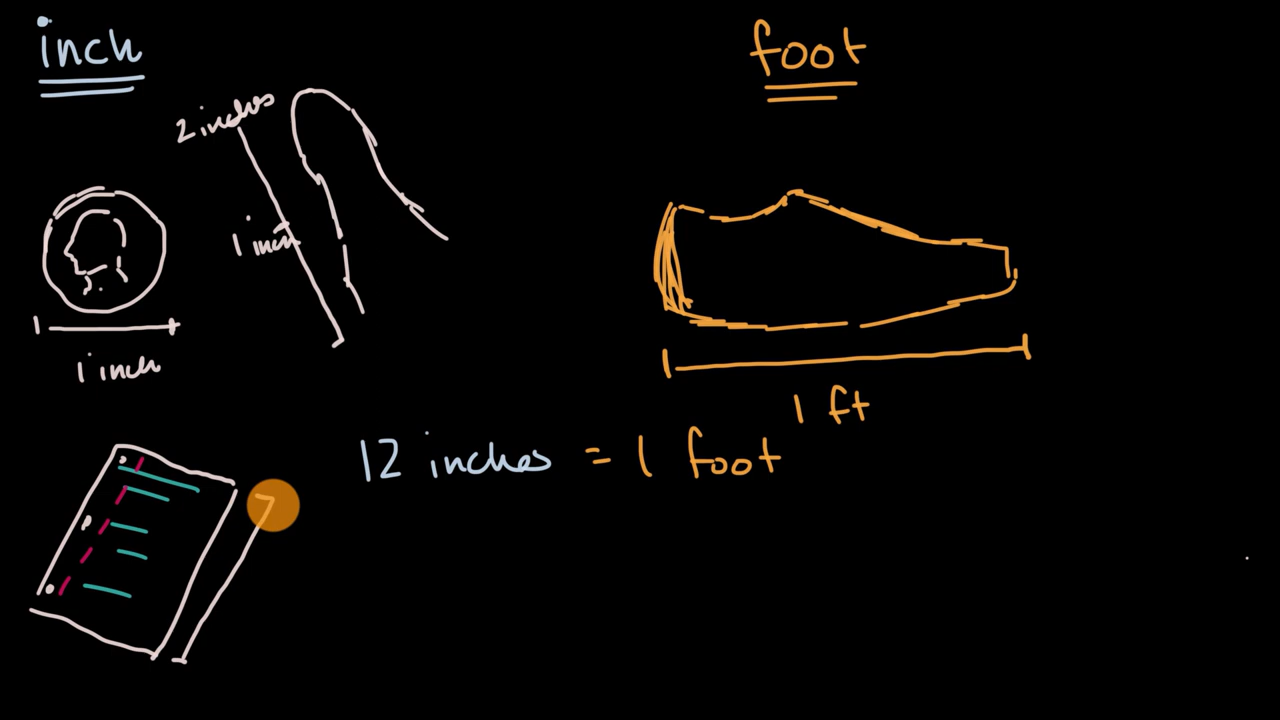 inch
foot
2 inches
1 inch
1 inch
1 ft
12 inches = 1 foot